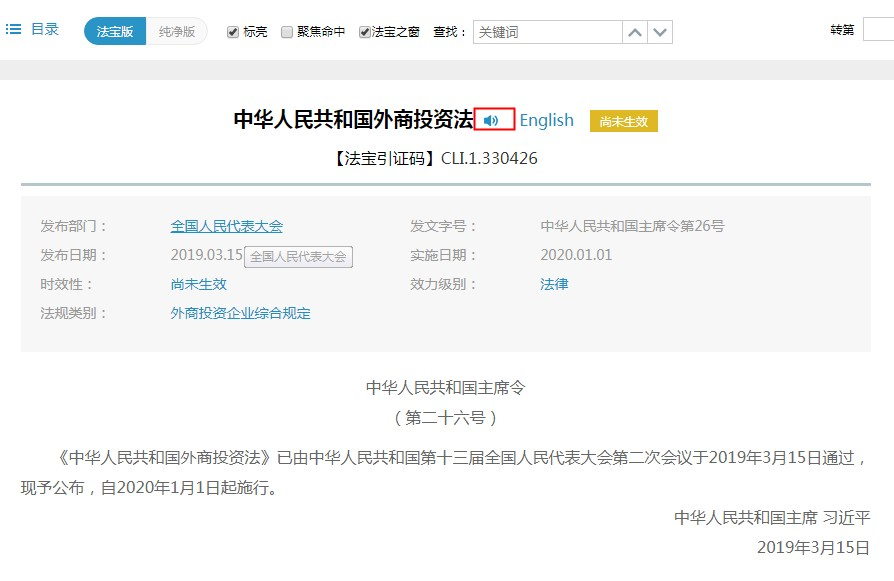 目录 法宝版 纯净版 标亮 聚焦命中 法宝之窗 查找： 关键词 转第
中华人民共和国外商投资法 English 尚未生效
【法宝引证码】CLI.1.330426
发布部门： 全国人民代表大会 发文字号： 中华人民共和国主席令第26号
发布日期： 2019.03.15 全国人民代表大会 实施日期： 2020.01.01
时效性： 尚未生效 效力级别： 法律
法规类别： 外商投资企业综合规定
中华人民共和国主席令
（第二十六号）
《中华人民共和国外商投资法》已由中华人民共和国第十三届全国人民代表大会第二次会议于2019年3月15日通过，
现予公布，自2020年1月1日起施行。
中华人民共和国主席 习近平
2019年3月15日